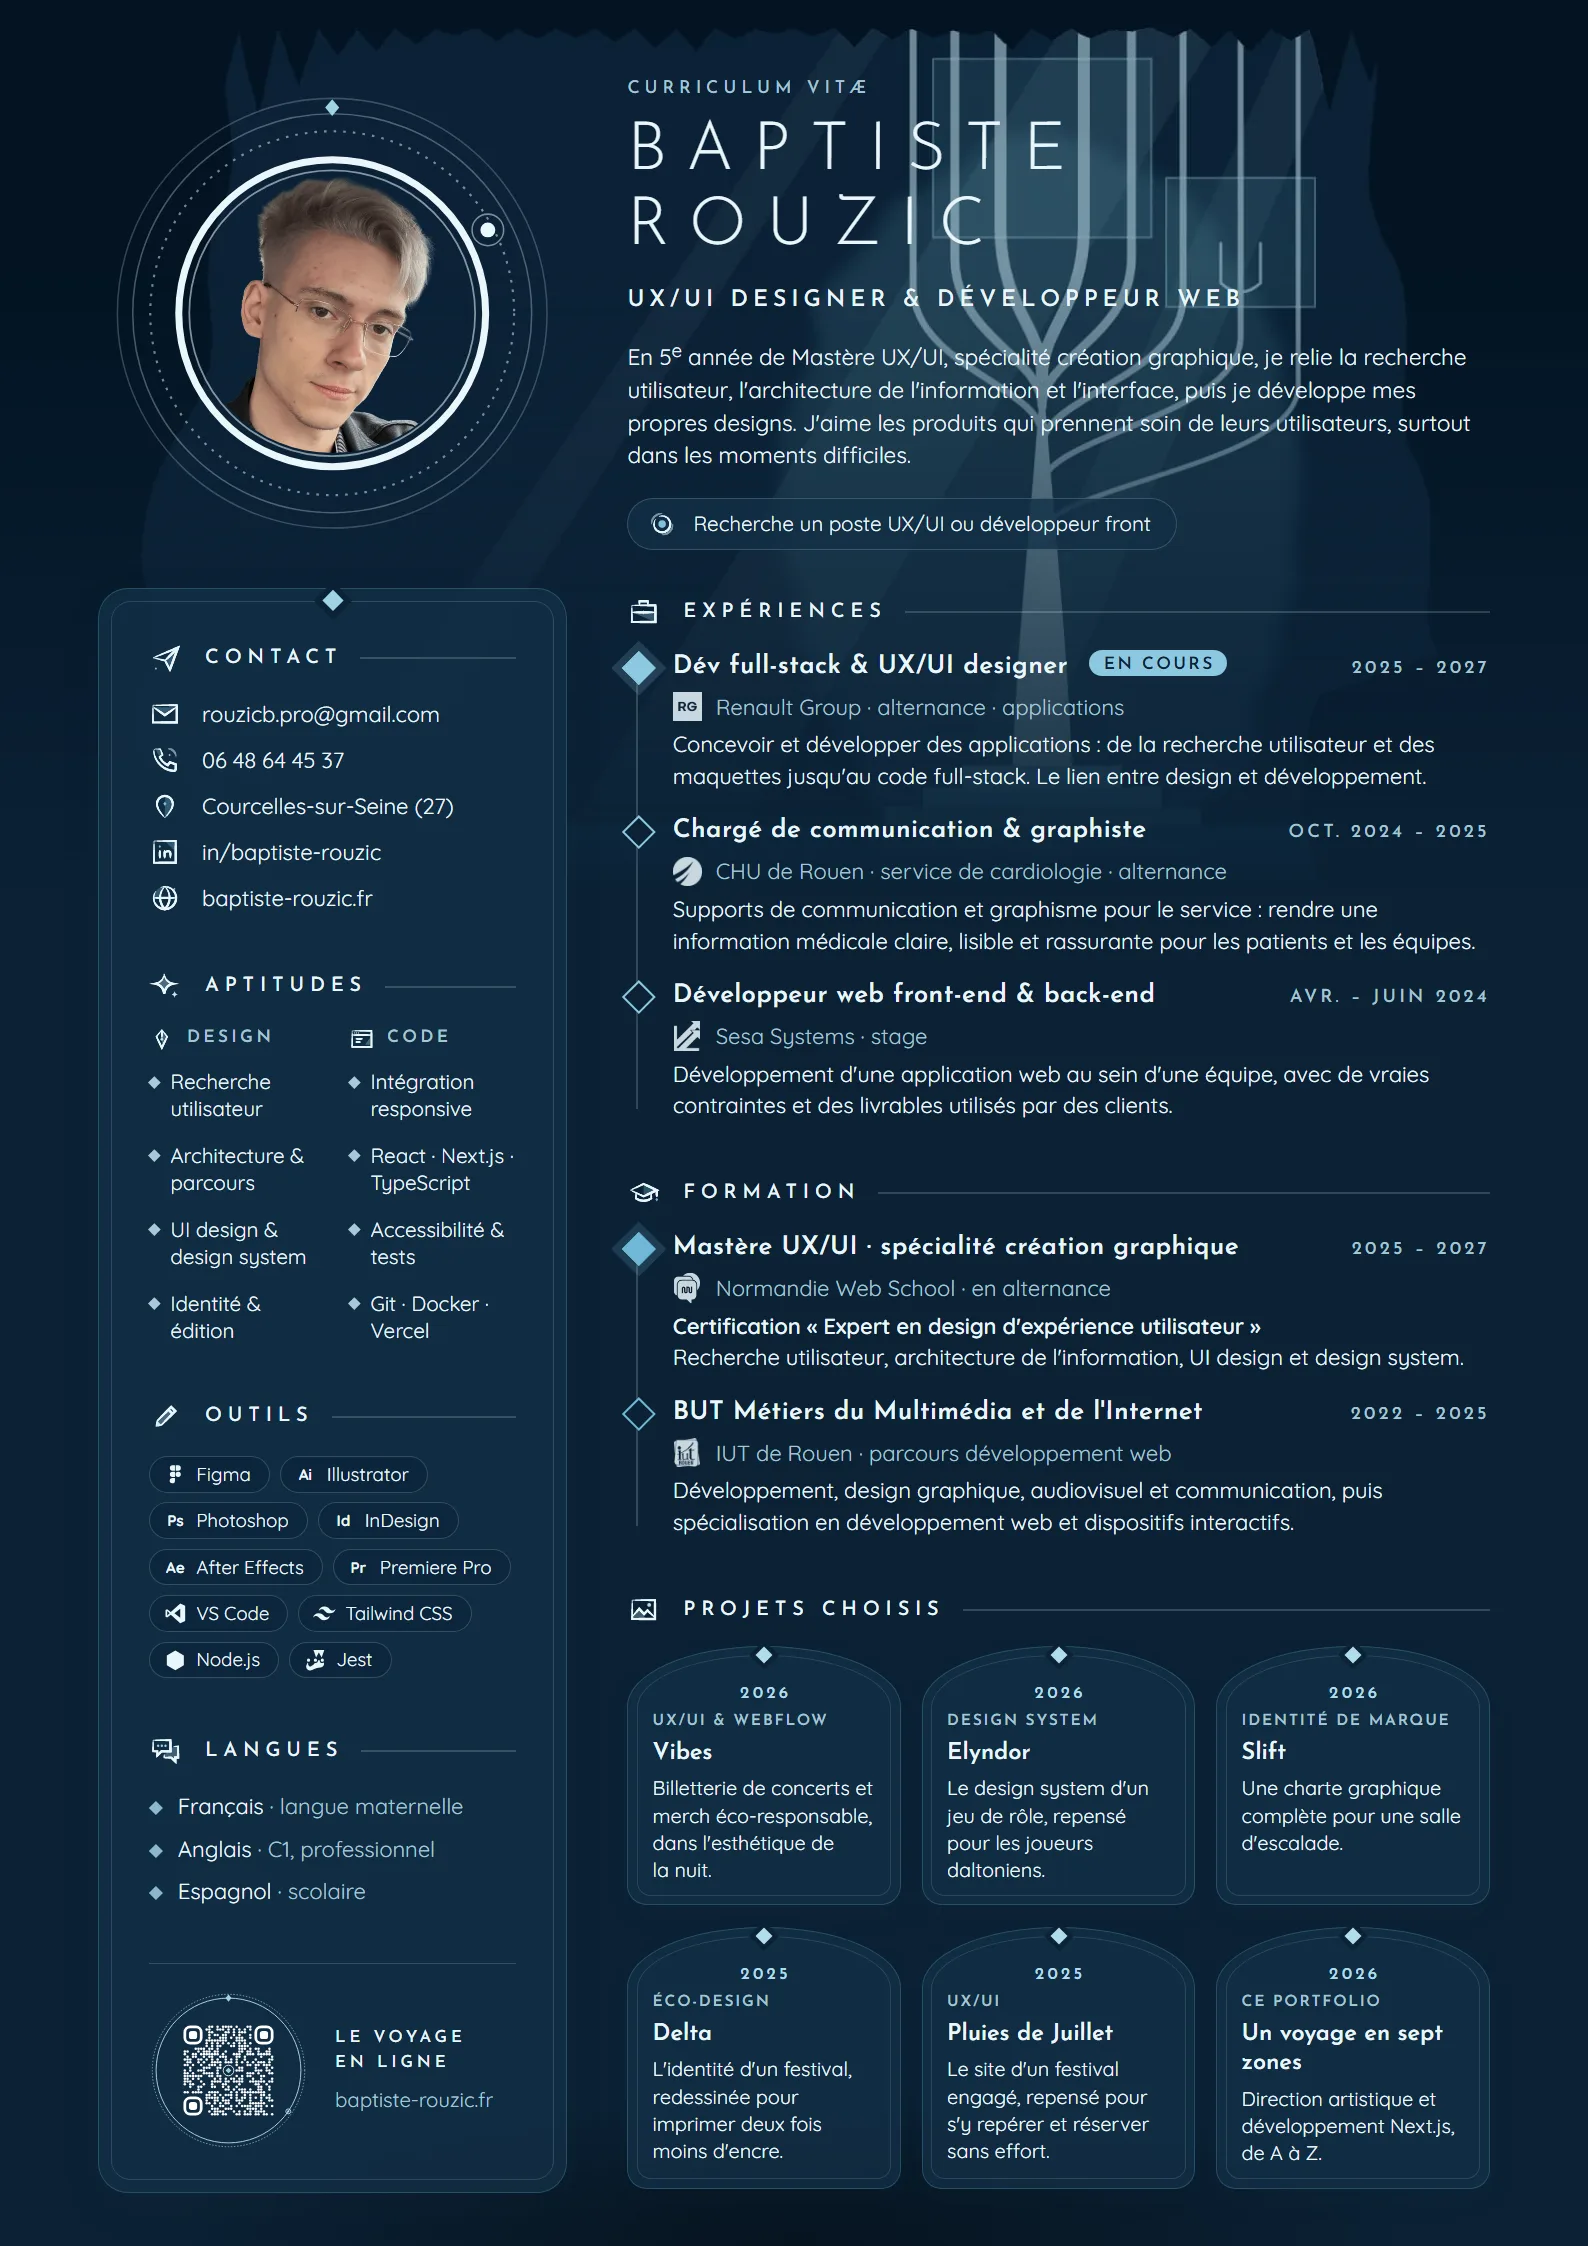 CURRICULUM VITÆ
BAPTISTE
ROUZIC
UX/UI DESIGNER & DÉVELOPPEUR WEB
En 5e année de Mastère UX/UI, spécialité création graphique, je relie la recherche
utilisateur, l'architecture de l'information et l'interface, puis je développe mes
propres designs. J'aime les produits qui prennent soin de leurs utilisateurs, surtout
dans les moments difficiles.
Recherche un poste UX/UI ou développeur front
CONTACT
rouzicb.pro@gmail.com
06 48 64 45 37
Courcelles-sur-Seine (27)
in/baptiste-rouzic
baptiste-rouzic.fr
APTITUDES
DESIGN
Recherche
utilisateur
Architecture &
parcours
UI design &
design system
Identité &
édition
CODE
Intégration
responsive
React · Next.js ·
TypeScript
Accessibilité &
tests
Git · Docker ·
Vercel
OUTILS
Figma
Ai Illustrator
Ps Photoshop
Id InDesign
Ae After Effects
Pr Premiere Pro
VS Code
Tailwind CSS
Node.js
Jest
LANGUES
Français · langue maternelle
Anglais · C1, professionnel
Espagnol · scolaire
LE VOYAGE
EN LIGNE
baptiste-rouzic.fr
EXPÉRIENCES
Dév full-stack & UX/UI designer EN COURS 2025 – 2027
RG Renault Group · alternance · applications
Concevoir et développer des applications : de la recherche utilisateur et des
maquettes jusqu'au code full-stack. Le lien entre design et développement.
Chargé de communication & graphiste OCT. 2024 – 2025
CHU de Rouen · service de cardiologie · alternance
Supports de communication et graphisme pour le service : rendre une
information médicale claire, lisible et rassurante pour les patients et les équipes.
Développeur web front-end & back-end AVR. – JUIN 2024
Sesa Systems · stage
Développement d'une application web au sein d'une équipe, avec de vraies
contraintes et des livrables utilisés par des clients.
FORMATION
Mastère UX/UI · spécialité création graphique 2025 – 2027
Normandie Web School · en alternance
Certification « Expert en design d'expérience utilisateur »
Recherche utilisateur, architecture de l'information, UI design et design system.
BUT Métiers du Multimédia et de l'Internet 2022 – 2025
iut IUT de Rouen · parcours développement web
Développement, design graphique, audiovisuel et communication, puis
spécialisation en développement web et dispositifs interactifs.
PROJETS CHOISIS
2026
UX/UI & WEBFLOW
Vibes
Billetterie de concerts et
merch éco-responsable,
dans l'esthétique de
la nuit.
2026
DESIGN SYSTEM
Elyndor
Le design system d'un
jeu de rôle, repensé
pour les joueurs
daltoniens.
2026
IDENTITÉ DE MARQUE
Slift
Une charte graphique
complète pour une salle
d'escalade.
2025
ÉCO-DESIGN
Delta
L'identité d'un festival,
redessinée pour
imprimer deux fois
moins d'encre.
2025
UX/UI
Pluies de Juillet
Le site d'un festival
engagé, repensé pour
s'y repérer et réserver
sans effort.
2026
CE PORTFOLIO
Un voyage en sept
zones
Direction artistique et
développement Next.js,
de A à Z.